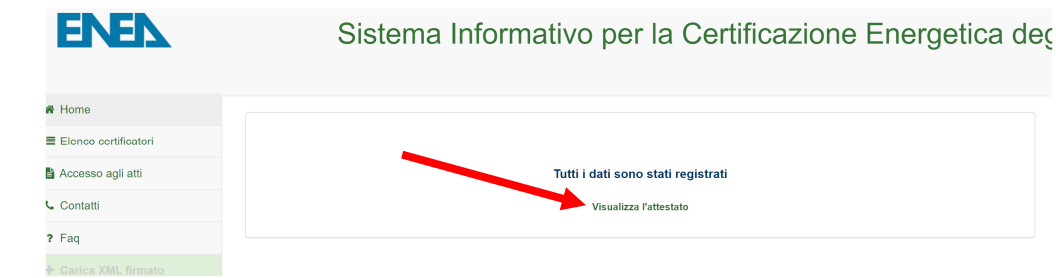 ENEA
Sistema Informativo per la Certificazione Energetica deg
Home
Elenco certificatori
Accesso agli atti
Contatti
? Faq
+ Carica XML firmato
Tutti i dati sono stati registrati
Visualizza l'attestato